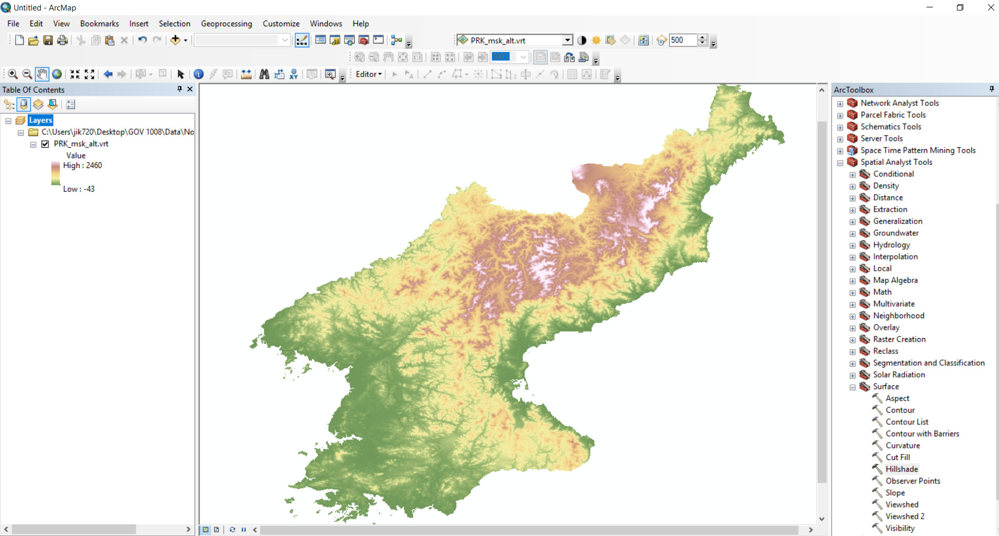 Untitled - ArcMap
File Edit View Bookmarks Insert Selection Geoprocessing Customize Windows Help
PRK_msk_alt.vrt 500
100%
XY Editor
Table Of Contents
ArcToolbox
Layers
C:\Users\jik720\Desktop\GOV 1008\Data\No
PRK_msk_alt.vrt
Value
High : 2460
Low : -43
Network Analyst Tools
Parcel Fabric Tools
Schematics Tools
Server Tools
Space Time Pattern Mining Tools
Spatial Analyst Tools
Conditional
Density
Distance
Extraction
Generalization
Groundwater
Hydrology
Interpolation
Local
Map Algebra
Math
Multivariate
Neighborhood
Overlay
Raster Creation
Reclass
Segmentation and Classification
Solar Radiation
Surface
Aspect
Contour
Contour List
Contour with Barriers
Curvature
Cut Fill
Hillshade
Observer Points
Slope
Viewshed
Viewshed 2
Visibility